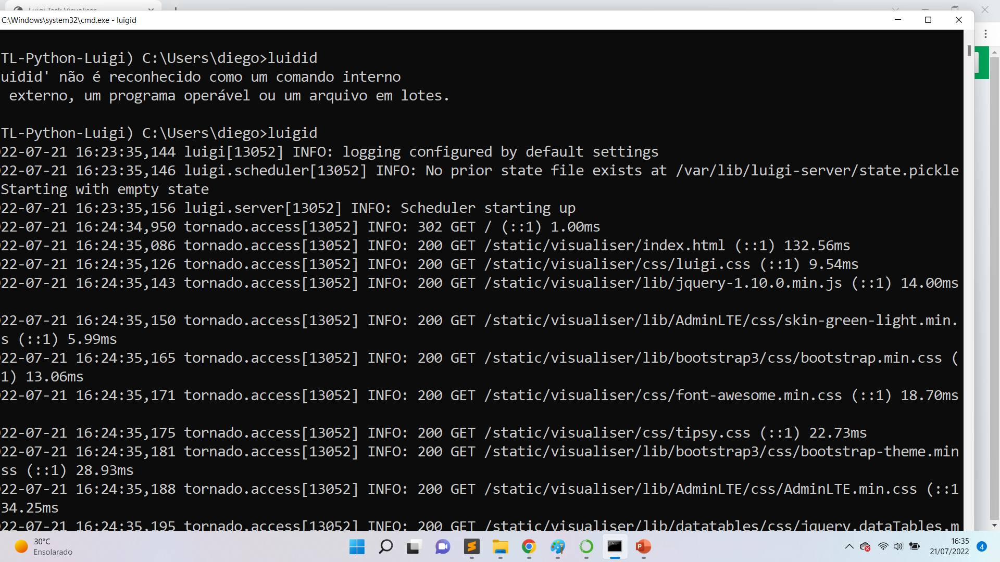 Luigi Task Visualiser
C:\Windows\system32\cmd.exe - luigid
TL-Python-Luigi) C:\Users\diego>luidid
uidid' não é reconhecido como um comando interno
externo, um programa operável ou um arquivo em lotes.
TL-Python-Luigi) C:\Users\diego>luigid
22-07-21 16:23:35,144 luigi[13052] INFO: logging configured by default settings
22-07-21 16:23:35,146 luigi.scheduler[13052] INFO: No prior state file exists at /var/lib/luigi-server/state.pickle
Starting with empty state
22-07-21 16:23:35,156 luigi.server[13052] INFO: Scheduler starting up
22-07-21 16:24:34,950 tornado.access[13052] INFO: 302 GET / (::1) 1.00ms
22-07-21 16:24:35,086 tornado.access[13052] INFO: 200 GET /static/visualiser/index.html (::1) 132.56ms
22-07-21 16:24:35,126 tornado.access[13052] INFO: 200 GET /static/visualiser/css/luigi.css (::1) 9.54ms
22-07-21 16:24:35,143 tornado.access[13052] INFO: 200 GET /static/visualiser/lib/jquery-1.10.0.min.js (::1) 14.00ms
22-07-21 16:24:35,150 tornado.access[13052] INFO: 200 GET /static/visualiser/lib/AdminLTE/css/skin-green-light.min.
s (::1) 5.99ms
22-07-21 16:24:35,165 tornado.access[13052] INFO: 200 GET /static/visualiser/lib/bootstrap3/css/bootstrap.min.css (
1) 13.06ms
22-07-21 16:24:35,171 tornado.access[13052] INFO: 200 GET /static/visualiser/css/font-awesome.min.css (::1) 18.70ms
22-07-21 16:24:35,175 tornado.access[13052] INFO: 200 GET /static/visualiser/css/tipsy.css (::1) 22.73ms
22-07-21 16:24:35,181 tornado.access[13052] INFO: 200 GET /static/visualiser/lib/bootstrap3/css/bootstrap-theme.min
ss (::1) 28.93ms
22-07-21 16:24:35,188 tornado.access[13052] INFO: 200 GET /static/visualiser/lib/AdminLTE/css/AdminLTE.min.css (::1
34.25ms
22-07-21 16:24:35,195 tornado.access[13052] INFO: 200 GET /static/visualiser/lib/datatables/css/jquery.dataTables.m
30°C
Ensolarado
16:35
21/07/2022
4